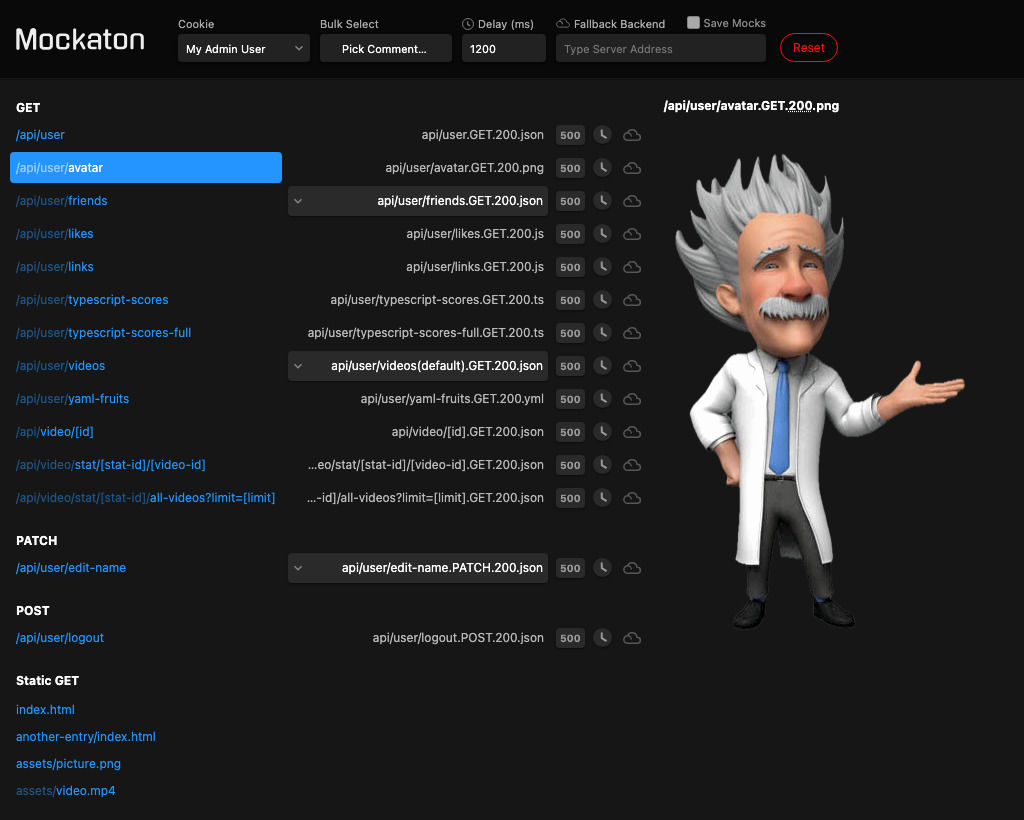 Mockaton
Cookie
My Admin User
Bulk Select
Pick Comment...
Delay (ms)
1200
Fallback Backend
Type Server Address
Save Mocks
Reset
GET
/api/user api/user.GET.200.json 500
/api/user/avatar api/user/avatar.GET.200.png 500
/api/user/friends api/user/friends.GET.200.json 500
/api/user/likes api/user/likes.GET.200.js 500
/api/user/links api/user/links.GET.200.js 500
/api/user/typescript-scores api/user/typescript-scores.GET.200.ts 500
/api/user/typescript-scores-full api/user/typescript-scores-full.GET.200.ts 500
/api/user/videos api/user/videos(default).GET.200.json 500
/api/user/yaml-fruits api/user/yaml-fruits.GET.200.yml 500
/api/video/[id] api/video/[id].GET.200.json 500
/api/video/stat/[stat-id]/[video-id] ...eo/stat/[stat-id]/[video-id].GET.200.json 500
/api/video/stat/[stat-id]/all-videos?limit=[limit] ...-id]/all-videos?limit=[limit].GET.200.json 500
PATCH
/api/user/edit-name api/user/edit-name.PATCH.200.json 500
POST
/api/user/logout api/user/logout.POST.200.json 500
Static GET
index.html
another-entry/index.html
assets/picture.png
assets/video.mp4
/api/user/avatar.GET.200.png